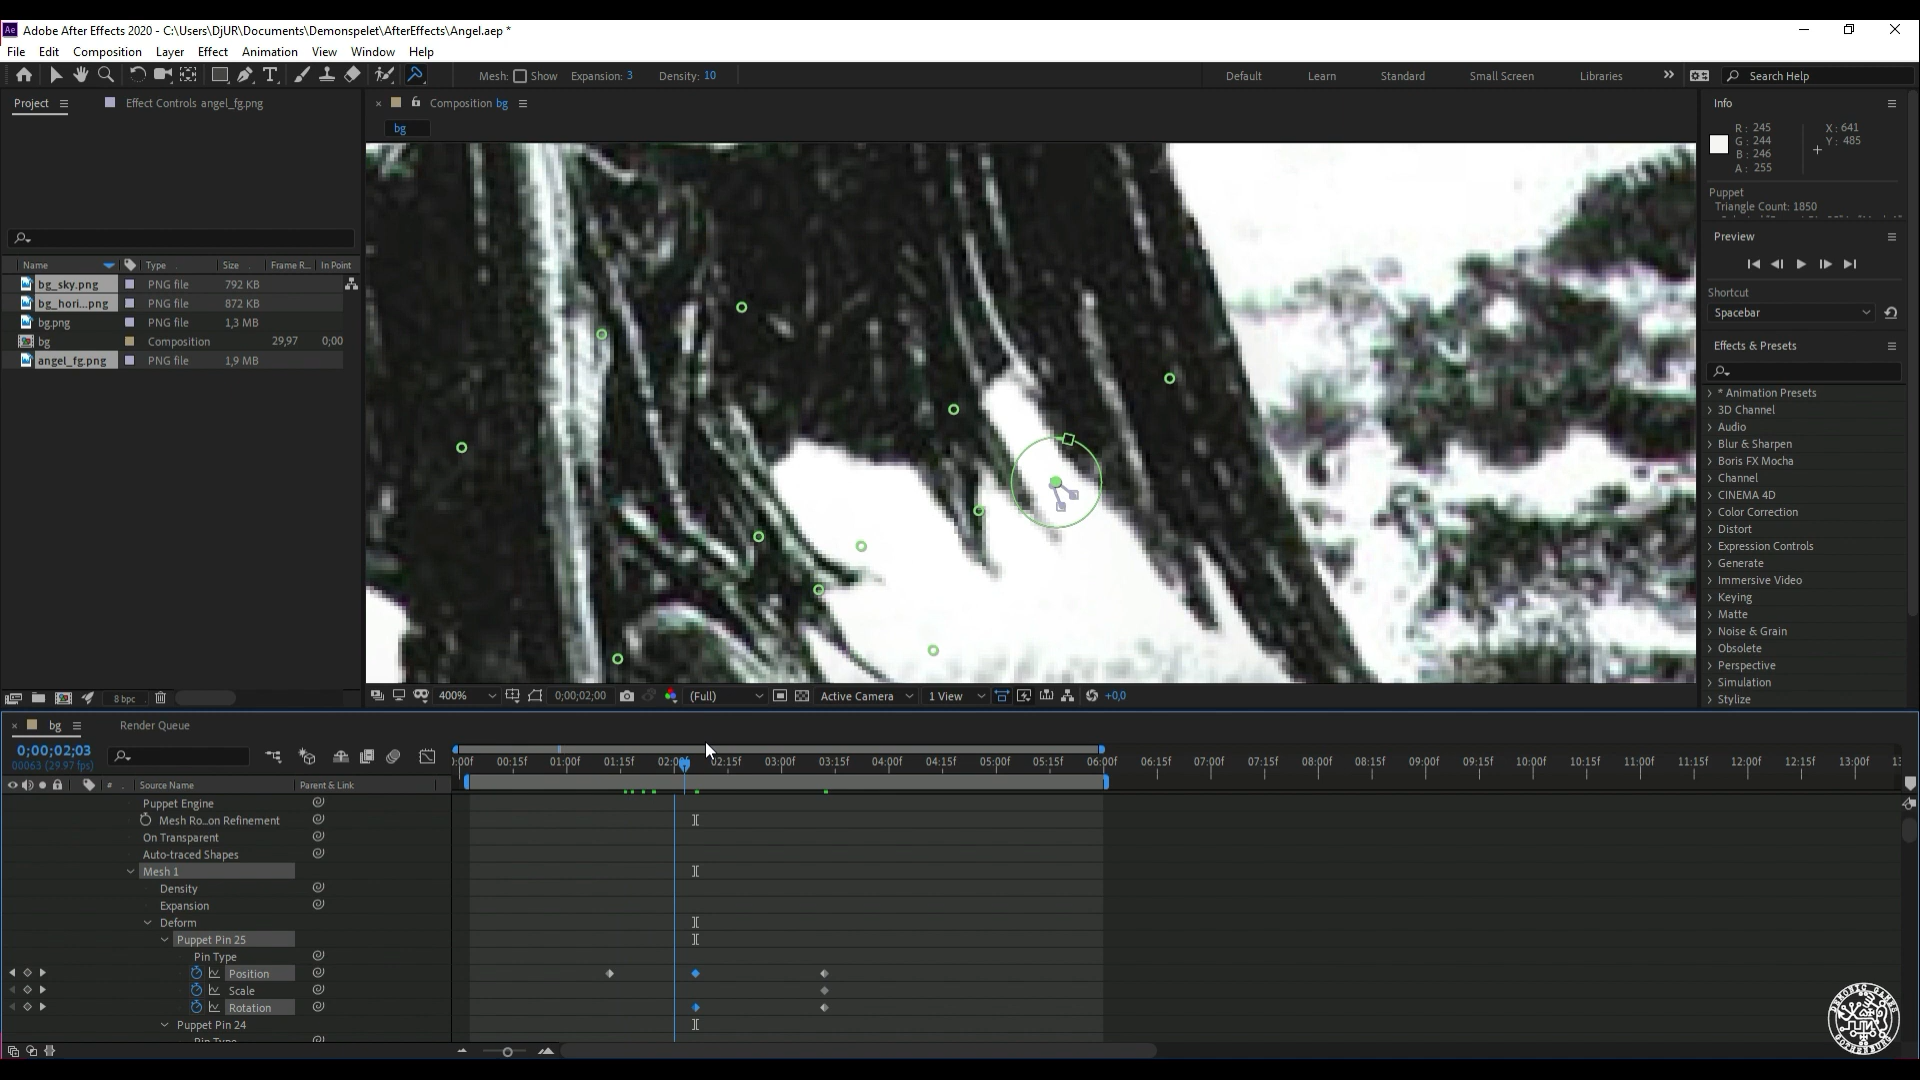 Ae Adobe After Effects 2020 - C:\Users\DjUR\Documents\Demonspelet\AfterEffects\Angel.aep *
File Edit Composition Layer Effect Animation View Window Help
Mesh: Show Expansion: 3 Density: 10 Default Learn Standard Small Screen Libraries Search Help
Project Effect Controls angel_fg.png
Composition bg
bg
Name Type Size Frame R... In Point
bg_sky.png PNG file 792 KB
bg_hori...png PNG file 872 KB
bg.png PNG file 1,3 MB
bg Composition 29,97 0;00
angel_fg.png PNG file 1,9 MB
8 bpc
400% 0;00;02;00 (Full) Active Camera 1 View +0,0
Info
R: 245
G: 244
B: 246
A: 255
X: 641
Y: 485
Puppet
Triangle Count: 1850
Preview
Shortcut
Spacebar
Effects & Presets
* Animation Presets
3D Channel
Audio
Blur & Sharpen
Boris FX Mocha
Channel
CINEMA 4D
Color Correction
Distort
Expression Controls
Generate
Immersive Video
Keying
Matte
Noise & Grain
Obsolete
Perspective
Simulation
Stylize
bg Render Queue
0;00;02;03
00063 (29.97 fps)
:00f 00:15f 01:00f 01:15f 02:00f 02:15f 03:00f 03:15f 04:00f 04:15f 05:00f 05:15f 06:00f 06:15f 07:00f 07:15f 08:00f 08:15f 09:00f 09:15f 10:00f 10:15f 11:00f 11:15f 12:00f 12:15f 13:00f
# Source Name Parent & Link
Puppet Engine
Mesh Ro...on Refinement
On Transparent
Auto-traced Shapes
Mesh 1
Density
Expansion
Deform
Puppet Pin 25
Pin Type
Position
Scale
Rotation
Puppet Pin 24
Pin Type
DEMONIC GAMES
GOTHENBURG